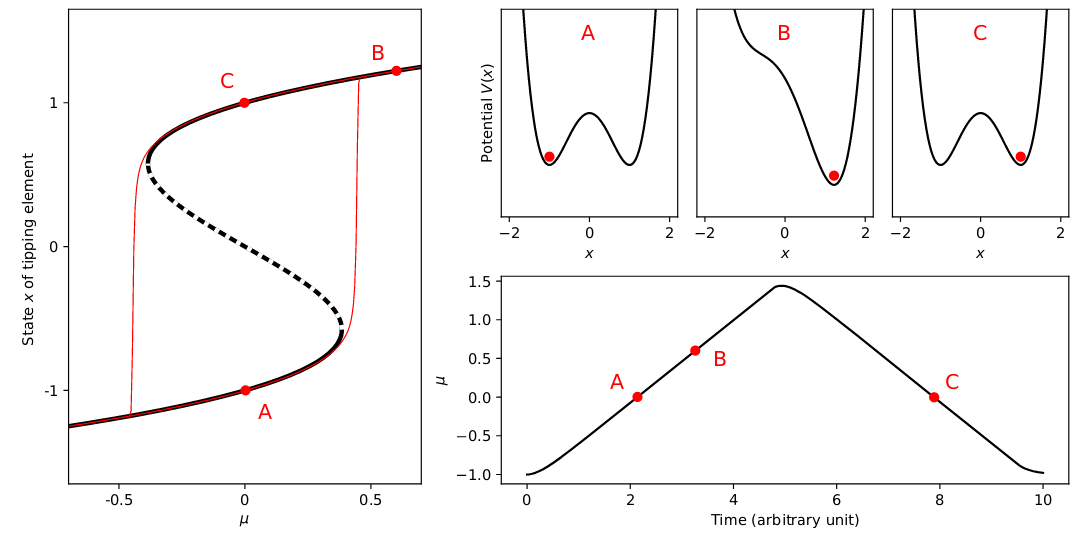 State x of tipping element
1
0
-1
-0.5
0
0.5
μ
C
B
A
Potential V(x)
A
−2
0
2
x
B
−2
0
2
x
C
−2
0
2
x
μ
1.5
1.0
0.5
0.0
−0.5
−1.0
A
B
C
0
2
4
6
8
10
Time (arbitrary unit)